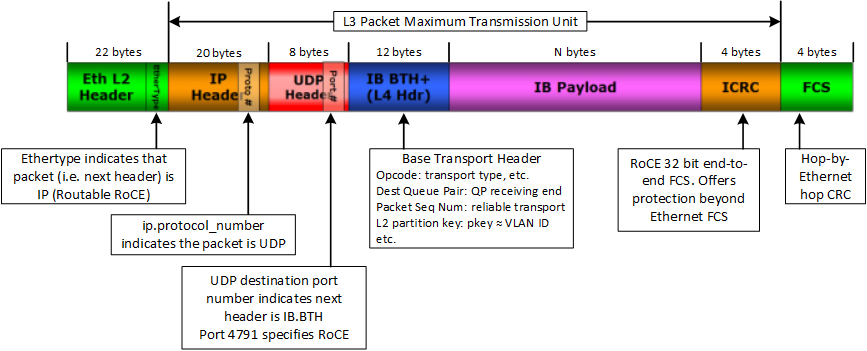 L3 Packet Maximum Transmission Unit
22 bytes
20 bytes
8 bytes
12 bytes
N bytes
4 bytes
4 bytes
Eth L2
Header
EtherType
IP
Header
Proto #
UDP
Header
Port #
IB BTH+
(L4 Hdr)
IB Payload
ICRC
FCS
Ethertype indicates that
packet (i.e. next header) is
IP (Routable RoCE)
ip.protocol_number
indicates the packet is UDP
UDP destination port
number indicates next
header is IB.BTH
Port 4791 specifies RoCE
Base Transport Header
Opcode: transport type, etc.
Dest Queue Pair: QP receiving end
Packet Seq Num: reliable transport
L2 partition key: pkey ≈ VLAN ID
etc.
RoCE 32 bit end-to-
end FCS. Offers
protection beyond
Ethernet FCS
Hop-by-
Ethernet
hop CRC